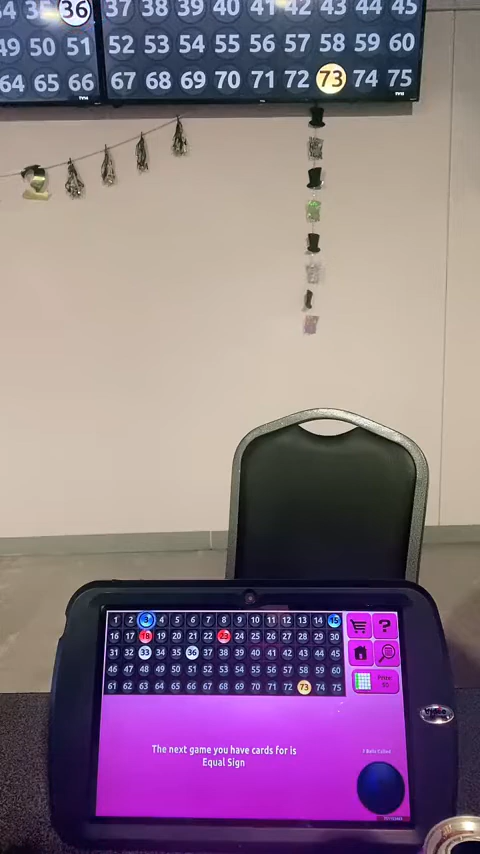 34 35 36 37 38 39 40 41 42 43 44 45
49 50 51 52 53 54 55 56 57 58 59 60
64 65 66 67 68 69 70 71 72 73 74 75
1 2 3 4 5 6 7 8 9 10 11 12 13 14 15
16 17 18 19 20 21 22 23 24 25 26 27 28 29 30
31 32 33 34 35 36 37 38 39 40 41 42 43 44 45
46 47 48 49 50 51 52 53 54 55 56 57 58 59 60
61 62 63 64 65 66 67 68 69 70 71 72 73 74 75
?
Prize:
The next game you have cards for is
Equal Sign
7 Balls Called